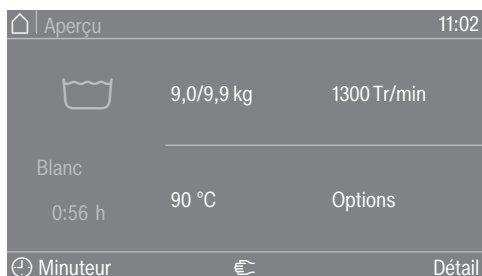 Aperçu 11:02
9,0/9,9 kg 1300 Tr/min
Blanc
0:56 h
90 °C Options
Minuteur Détail